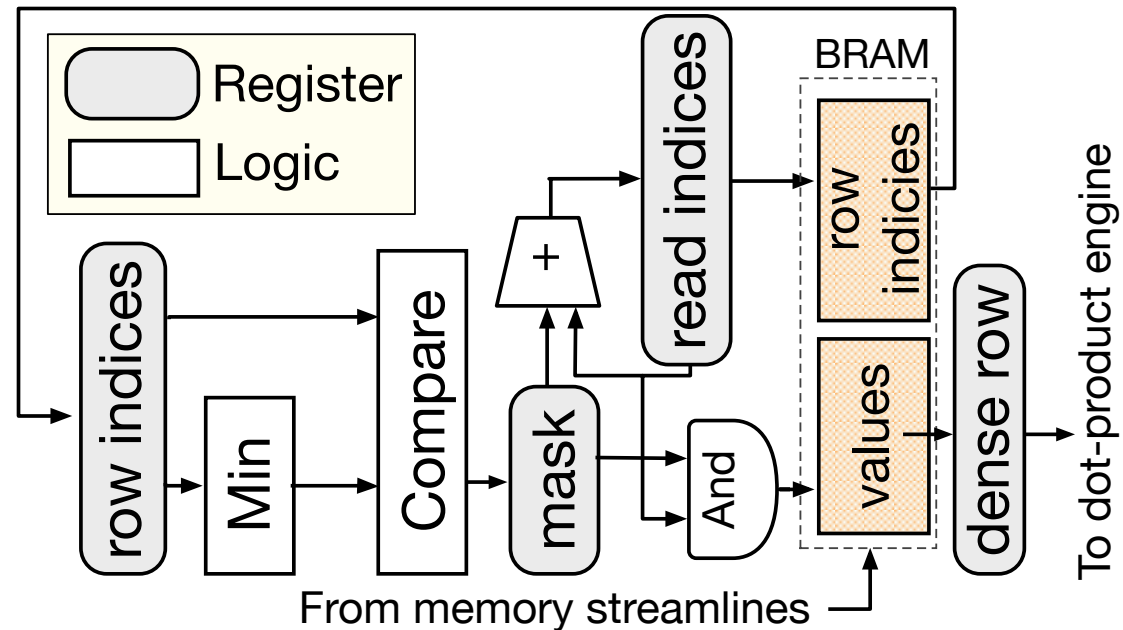 BRAM
Register
Logic
read indices
row
indicies
+
row indices
Min
Compare
mask
And
values
dense row
To dot-product engine
From memory streamlines